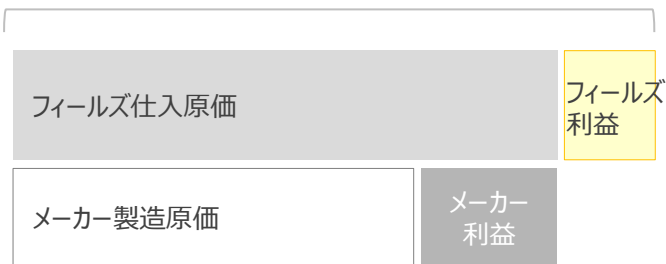 フィールズ仕入原価
フィールズ
利益
メーカー製造原価
メーカー
利益